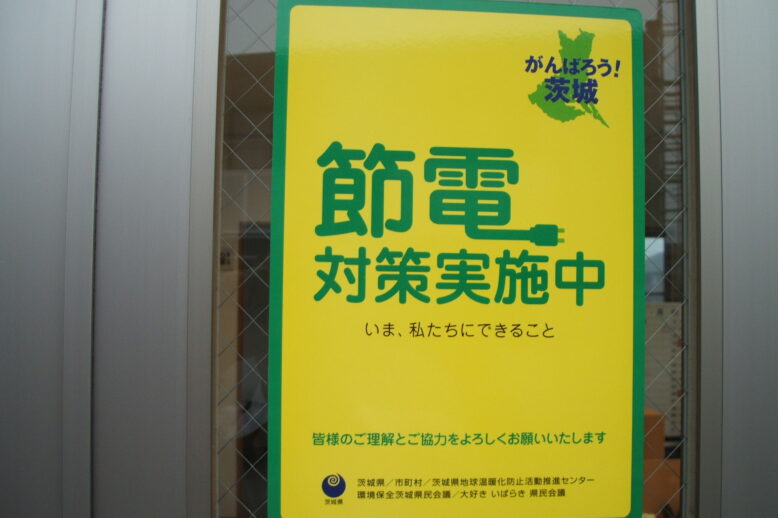 がんばろう!
茨城
節電
対策実施中
いま、私たちにできること
皆様のご理解とご協力をよろしくお願いいたします
茨城県
茨城県/市町村/茨城県地球温暖化防止活動推進センター
環境保全茨城県民会議/大好き いばらき 県民会議